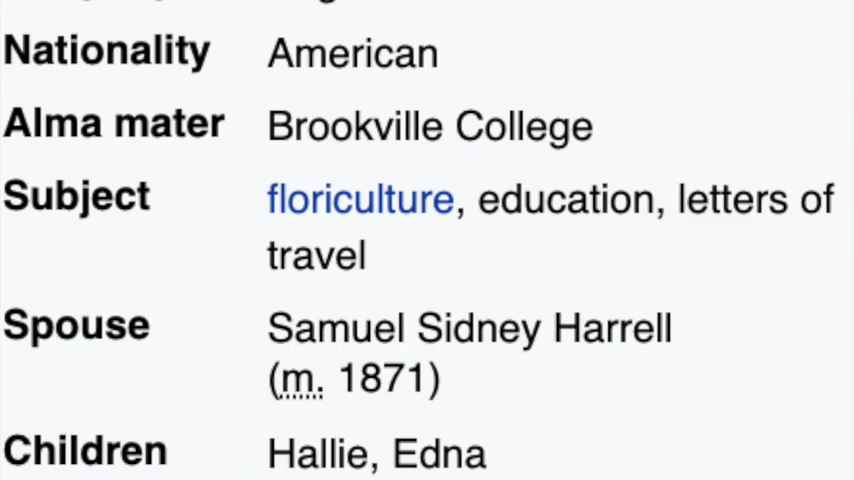 Nationality American
Alma mater Brookville College
Subject floriculture, education, letters of
travel
Spouse Samuel Sidney Harrell
(m. 1871)
Children Hallie, Edna